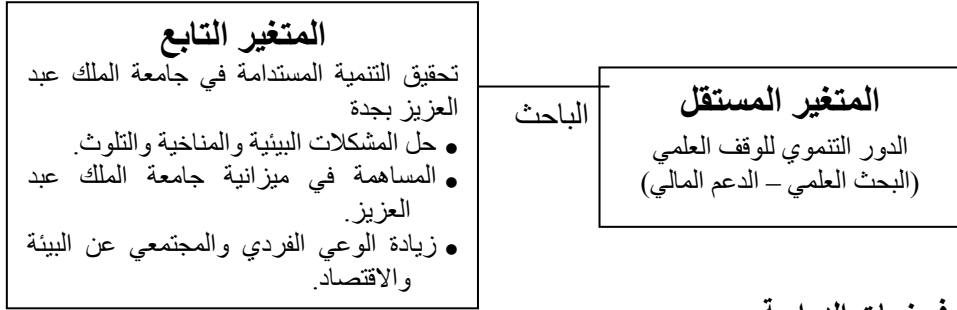 المتغير المستقل
الدور التنموي للوقف العلمي
(البحث العلمي – الدعم المالي)
الباحث
المتغير التابع
تحقيق التنمية المستدامة في جامعة الملك عبد
العزيز بجدة
• حل المشكلات البيئية والمناخية والتلوث.
• المساهمة في ميزانية جامعة الملك عبد
العزيز.
• زيادة الوعي الفردي والمجتمعي عن البيئة
والاقتصاد.